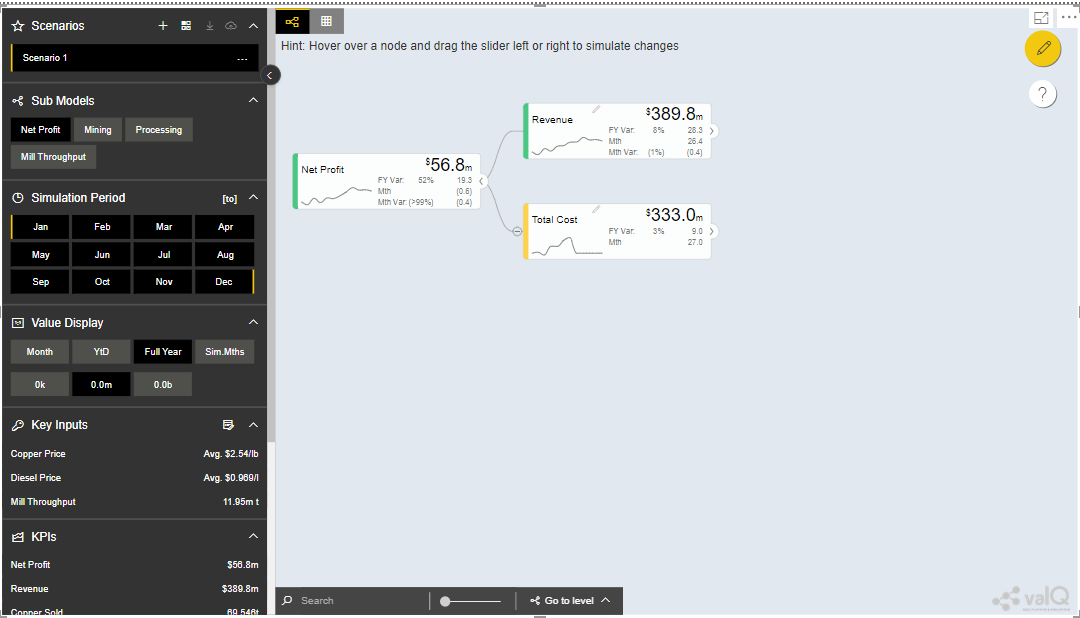 Scenarios
Scenario 1
Sub Models
Net Profit Mining Processing
Mill Throughput
Simulation Period [to]
Jan Feb Mar Apr
May Jun Jul Aug
Sep Oct Nov Dec
Value Display
Month YtD Full Year Sim.Mths
0k 0.0m 0.0b
Key Inputs
Copper Price Avg. $2.54/lb
Diesel Price Avg. $0.969/l
Mill Throughput 11.95m t
KPIs
Net Profit $56.8m
Revenue $389.8m
Copper Sold 69,546t
Hint: Hover over a node and drag the slider left or right to simulate changes
Net Profit $56.8m
FY Var: 52% 19.3
Mth (0.6)
Mth Var: (>99%) (0.4)
Revenue $389.8m
FY Var: 8% 28.3
Mth 26.4
Mth Var: (1%) (0.4)
Total Cost $333.0m
FY Var: 3% 9.0
Mth 27.0
Search
Go to level
?
valQ